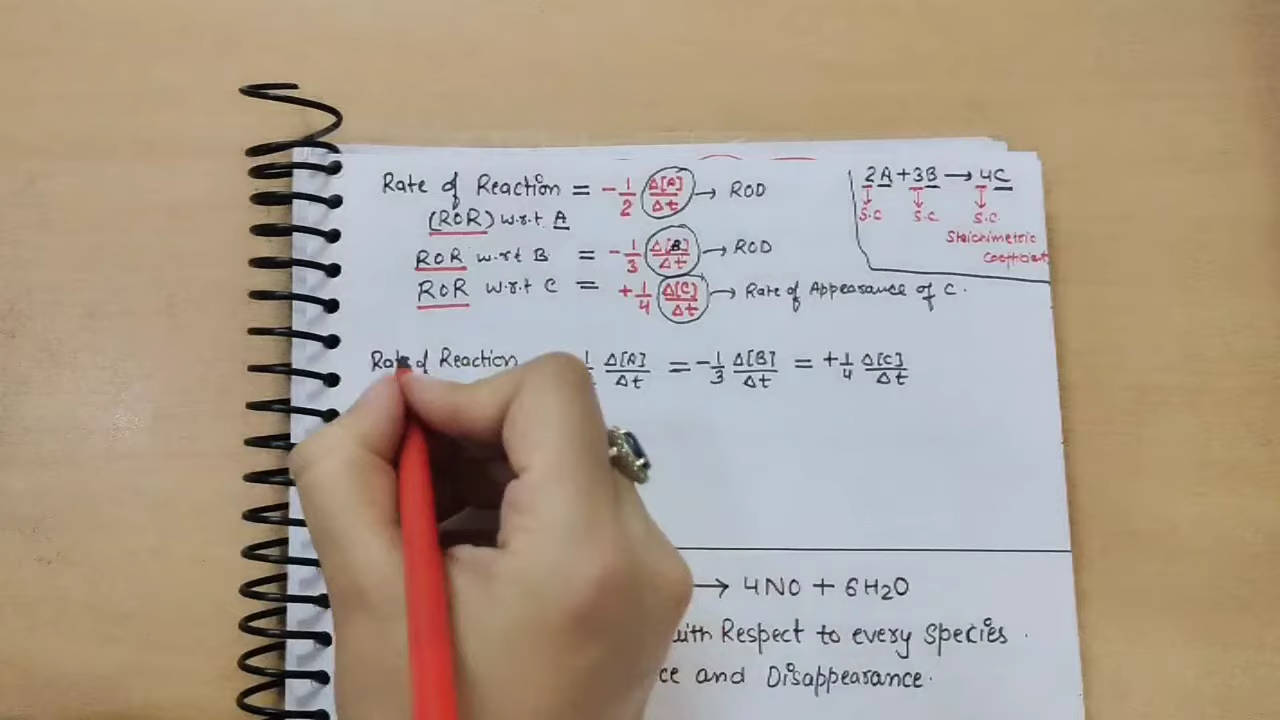 Rate of Reaction = -1/2 Δ[A]/Δt → ROD
(ROR) w.r.t A
ROR w.r.t B = -1/3 Δ[B]/Δt → ROD
ROR w.r.t C = +1/4 Δ[C]/Δt → Rate of Appearance of C.
2A + 3B → 4C
S.C S.C S.C.
Stoichimetric
Coefficient
Rate of Reaction Δ[A]/Δt = -1/3 Δ[B]/Δt = +1/4 Δ[C]/Δt
→ 4NO + 6H2O
with Respect to every species.
and Disappearance.